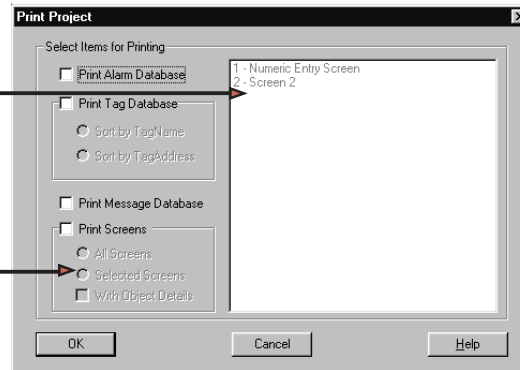 Print Project
Select Items for Printing
Print Alarm Database
Print Tag Database
Sort by TagName
Sort by TagAddress
Print Message Database
Print Screens
All Screens
Selected Screens
With Object Details
1 - Numeric Entry Screen
2 - Screen 2
OK
Cancel
Help